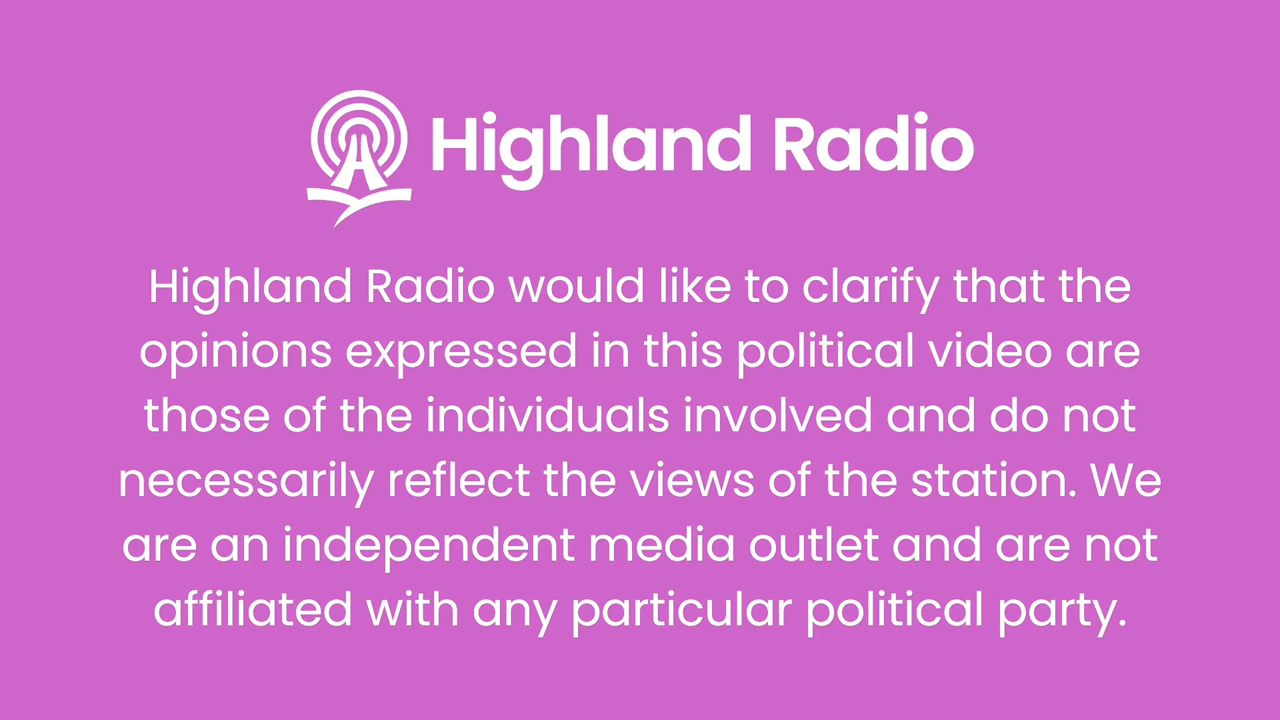 Highland Radio
Highland Radio would like to clarify that the
opinions expressed in this political video are
those of the individuals involved and do not
necessarily reflect the views of the station. We
are an independent media outlet and are not
affiliated with any particular political party.